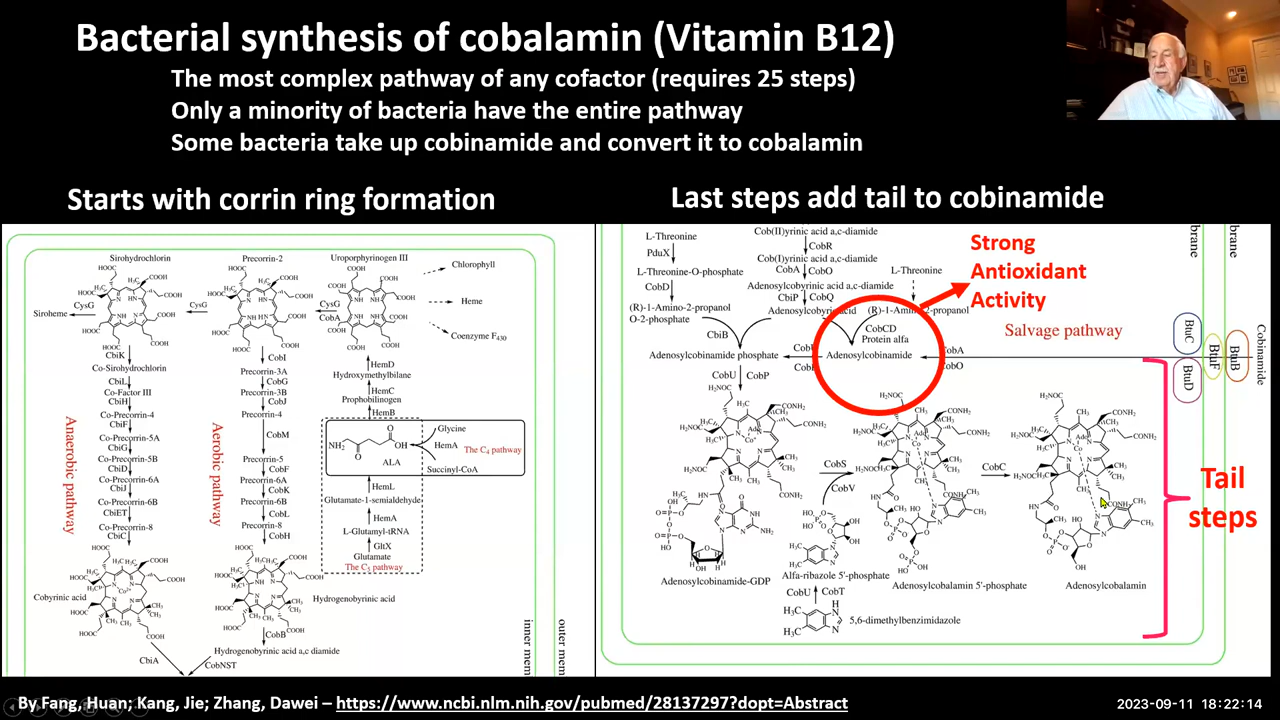 Bacterial synthesis of cobalamin (Vitamin B12)
The most complex pathway of any cofactor (requires 25 steps)
Only a minority of bacteria have the entire pathway
Some bacteria take up cobinamide and convert it to cobalamin
Starts with corrin ring formation
Sirohydrochlorin
Precorrin-2
Uroporphyrinogen III
Chlorophyll
Heme
Coenzyme F430
Siroheme
CysG
CysG
CysG
CobA
CbiK
Co-Sirohydrochlorin
CbiL
Co-Factor III
CbiH
Co-Precorrin-4
CbiF
Co-Precorrin-5A
CbiG
Co-Precorrin-5B
CbiD
Co-Precorrin-6A
CbiJ
Co-Precorrin-6B
CbiET
Co-Precorrin-8
CbiC
Anaerobic pathway
Cobyrinic acid
CbiA
CobI
Precorrin-3A
CobG
Precorrin-3B
CobJ
Precorrin-4
CobM
Precorrin-5
CobF
Precorrin-6A
CobK
Precorrin-6B
CobL
Precorrin-8
CobH
Aerobic pathway
Hydrogenobyrinic acid
CobB
Hydrogenobyrinic acid a,c diamide
CobNST
HemD
Hydroxymethylbilane
HemC
Prophobilinogen
HemB
NH2
O
O
OH
ALA
Glycine
HemA
Succinyl-CoA
The C4 pathway
HemL
Glutamate-1-semialdehyde
HemA
L-Glutamyl-tRNA
GltX
Glutamate
The C5 pathway
inner mem
outer mem
Last steps add tail to cobinamide
L-Threonine
PduX
L-Threonine-O-phosphate
CobD
(R)-1-Amino-2-propanol
O-2-phosphate
Cob(II)yrinic acid a,c-diamide
CobR
Cob(I)yrinic acid a,c-diamide
CobA
CobO
Adenosylcobyrinic acid a,c-diamide
CbiP
CobQ
L-Threonine
CbiB
CobCD
Protein alfa
Adenosylcobinamide phosphate
Adenosylcobinamide
CobO
Strong
Antioxidant
Activity
Salvage pathway
BtuC
BtuD
BtuF
BtuB
Cobinamide
brane
brane
CobU
CobP
Adenosylcobinamide-GDP
CobS
CobV
Alfa-ribazole 5'-phosphate
CobU
CobT
5,6-dimethylbenzimidazole
Adenosylcobalamin 5'-phosphate
CobC
Adenosylcobalamin
Tail
steps
By Fang, Huan; Kang, Jie; Zhang, Dawei – https://www.ncbi.nlm.nih.gov/pubmed/28137297?dopt=Abstract
2023-09-11 18:22:14